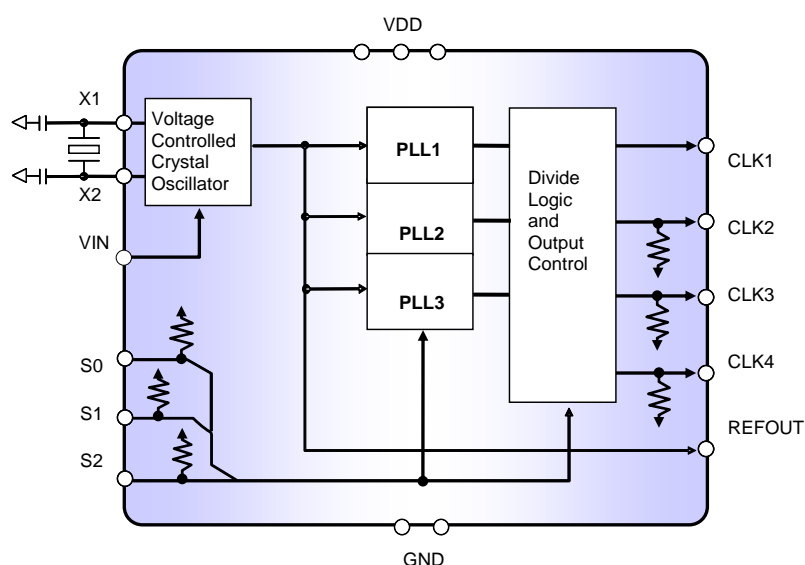 VDD
X1
X2
VIN
S0
S1
S2
Voltage
Controlled
Crystal
Oscillator
PLL1
PLL2
PLL3
Divide
Logic
and
Output
Control
CLK1
CLK2
CLK3
CLK4
REFOUT
GND